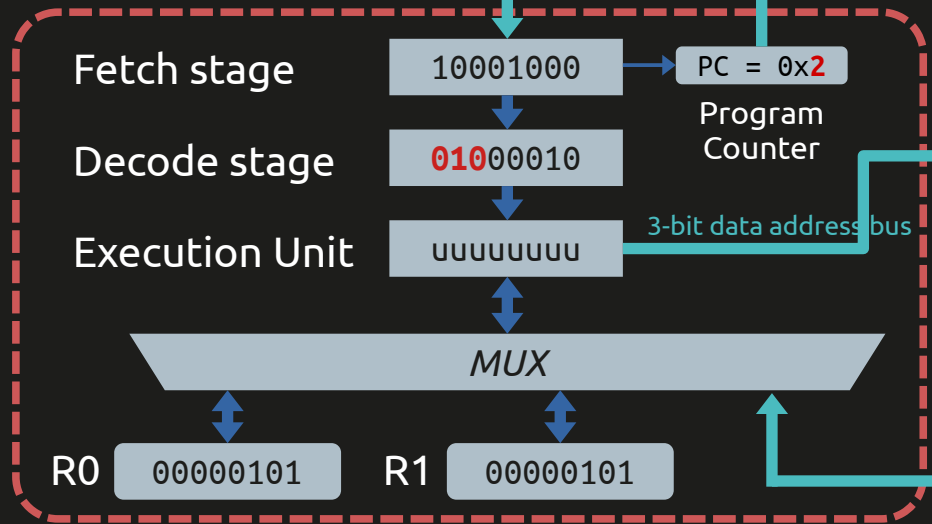 Fetch stage
10001000
PC = 0x2
Program
Counter
Decode stage
01000010
3-bit data address bus
Execution Unit
uuuuuuuu
MUX
R0
00000101
R1
00000101